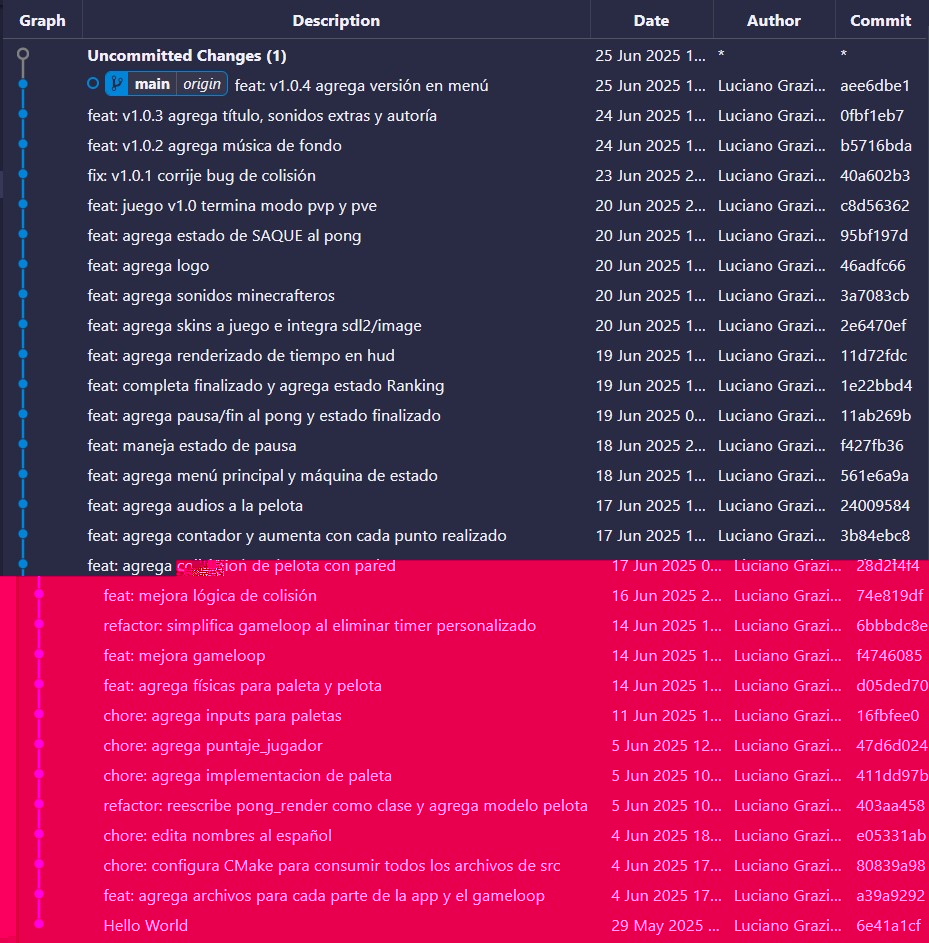 Graph Description Date Author Commit
Uncommitted Changes (1) 25 Jun 2025 1... * *
main origin feat: v1.0.4 agrega versión en menú 25 Jun 2025 1... Luciano Grazi... aee6dbe1
feat: v1.0.3 agrega título, sonidos extras y autoría 24 Jun 2025 1... Luciano Grazi... 0fbf1eb7
feat: v1.0.2 agrega música de fondo 24 Jun 2025 1... Luciano Grazi... b5716bda
fix: v1.0.1 corrije bug de colisión 23 Jun 2025 2... Luciano Grazi... 40a602b3
feat: juego v1.0 termina modo pvp y pve 20 Jun 2025 2... Luciano Grazi... c8d56362
feat: agrega estado de SAQUE al pong 20 Jun 2025 1... Luciano Grazi... 95bf197d
feat: agrega logo 20 Jun 2025 1... Luciano Grazi... 46adfc66
feat: agrega sonidos minecrafteros 20 Jun 2025 1... Luciano Grazi... 3a7083cb
feat: agrega skins a juego e integra sdl2/image 20 Jun 2025 1... Luciano Grazi... 2e6470ef
feat: agrega renderizado de tiempo en hud 19 Jun 2025 1... Luciano Grazi... 11d72fdc
feat: completa finalizado y agrega estado Ranking 19 Jun 2025 1... Luciano Grazi... 1e22bbd4
feat: agrega pausa/fin al pong y estado finalizado 19 Jun 2025 0... Luciano Grazi... 11ab269b
feat: maneja estado de pausa 18 Jun 2025 2... Luciano Grazi... f427fb36
feat: agrega menú principal y máquina de estado 18 Jun 2025 1... Luciano Grazi... 561e6a9a
feat: agrega audios a la pelota 17 Jun 2025 1... Luciano Grazi... 24009584
feat: agrega contador y aumenta con cada punto realizado 17 Jun 2025 1... Luciano Grazi... 3b84ebc8
feat: agrega de pelota con pared 17 Jun 2025 0... Luciano Grazi... 28d2f4f4
feat: mejora lógica de colisión 16 Jun 2025 2... Luciano Grazi... 74e819df
refactor: simplifica gameloop al eliminar timer personalizado 14 Jun 2025 1... Luciano Grazi... 6bbbdc8e
feat: mejora gameloop 14 Jun 2025 1... Luciano Grazi... f4746085
feat: agrega físicas para paleta y pelota 14 Jun 2025 1... Luciano Grazi... d05ded70
chore: agrega inputs para paletas 11 Jun 2025 1... Luciano Grazi... 16fbfee0
chore: agrega puntaje_jugador 5 Jun 2025 12... Luciano Grazi... 47d6d024
chore: agrega implementacion de paleta 5 Jun 2025 10... Luciano Grazi... 411dd97b
refactor: reescribe pong_render como clase y agrega modelo pelota 5 Jun 2025 10... Luciano Grazi... 403aa458
chore: edita nombres al español 4 Jun 2025 18... Luciano Grazi... e05331ab
chore: configura CMake para consumir todos los archivos de src 4 Jun 2025 17... Luciano Grazi... 80839a98
feat: agrega archivos para cada parte de la app y el gameloop 4 Jun 2025 17... Luciano Grazi... a39a9292
Hello World 29 May 2025 ... Luciano Grazi... 6e41a1cf